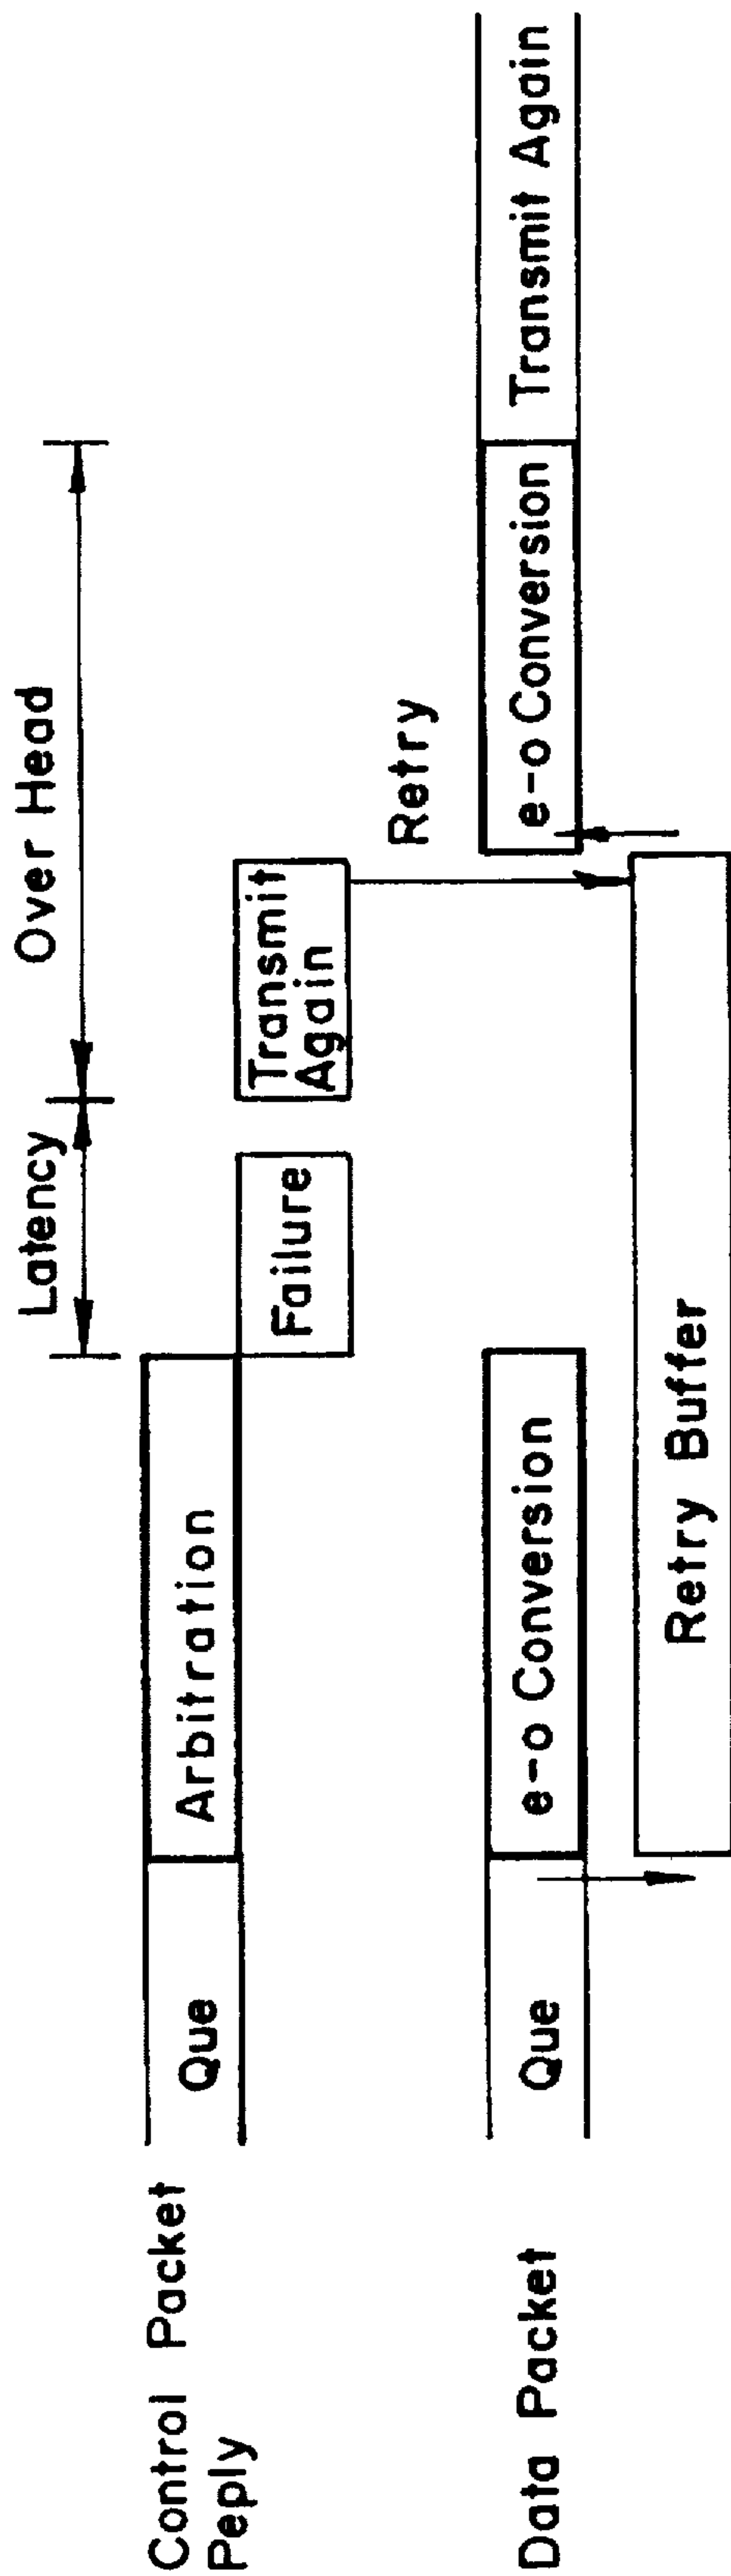 Latency
Over Head
Control Packet
Peply
Que
Arbitration
Failure
Transmit
Again
Retry
Data Packet
Que
e-o Conversion
e-o Conversion
Transmit Again
Retry Buffer